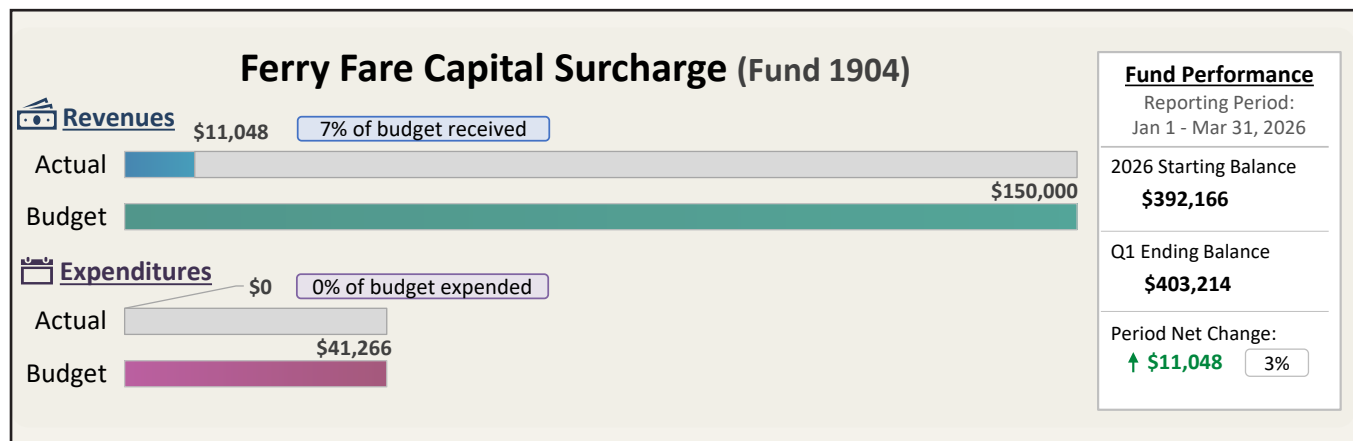 Ferry Fare Capital Surcharge (Fund 1904)
Revenues
$11,048
7% of budget received
Actual
$150,000
Budget
Expenditures
$0
0% of budget expended
Actual
$41,266
Budget
Fund Performance
Reporting Period:
Jan 1 - Mar 31, 2026
2026 Starting Balance
$392,166
Q1 Ending Balance
$403,214
Period Net Change:
$11,048
3%